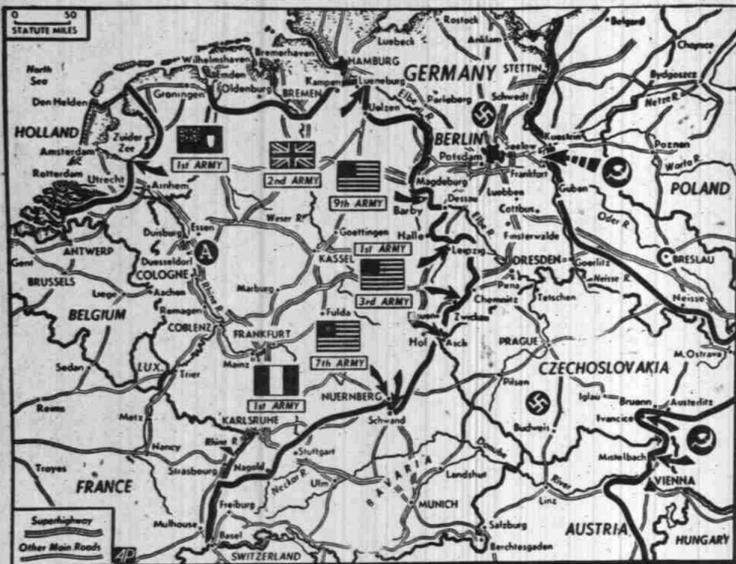 0 50
STATUTE MILES
North
Sea
Rostock
Anklam
Belgard
Luebeck
Chojnice
Bremerhaven
Wilhelmshaven
HAMBURG
Emden
GERMANY
STETTIN
Bydgoszcz
Oldenburg
Kampen
Lueneburg
Den Helden
Groningen
BREMEN
Uelzen
Elbe R.
Schwedt
Netze R.
HOLLAND
Zuider
Zee
BERLIN
Kuestrin
Amsterdam
1st ARMY
Potsdam
Seelow
Poznan
2nd ARMY
Frankfurt
Rotterdam
Utrecht
Arnhem
Magdeburg
Luebben
Guben
POLAND
9th ARMY
Barby
Dessau
Cottbus
Oder R.
Weser R.
Elbe R.
ANTWERP
Duisburg
Essen
Goettingen
Halle
Finsterwalde
A
1st ARMY
Gent
Duesseldorf
KASSEL
Leipzig
BRESLAU
BRUSSELS
COLOGNE
DRESDEN
Goerlitz
Liege
Aachen
Marburg
3rd ARMY
Neisse R.
Rhine R.
Chemnitz
Tetschen
Neisse
BELGIUM
Remagen
Fulda
Zwickau
COBLENZ
FRANKFURT
Hof
Asch
PRAGUE
LUX.
Mainz
7th ARMY
CZECHOSLOVAKIA
M. Ostrava
Sedan
Trier
Pilsen
1st ARMY
NUERNBERG
Iglau
Bruenn
Austerlitz
Metz
KARLSRUHE
Schwand
Ivancice
Budweis
Nancy
Rhine R.
Mistelbach
Stuttgart
Troyes
Strasbourg
Nagold
Neckar R.
Ulm
BAVARIA
Landshut
River
VIENNA
FRANCE
Freiburg
MUNICH
Linz
Superhighway
Mulhouse
Salzburg
AUSTRIA
HUNGARY
Other Main Roads
AP
Basel
SWITZERLAND
Berchtesgaden